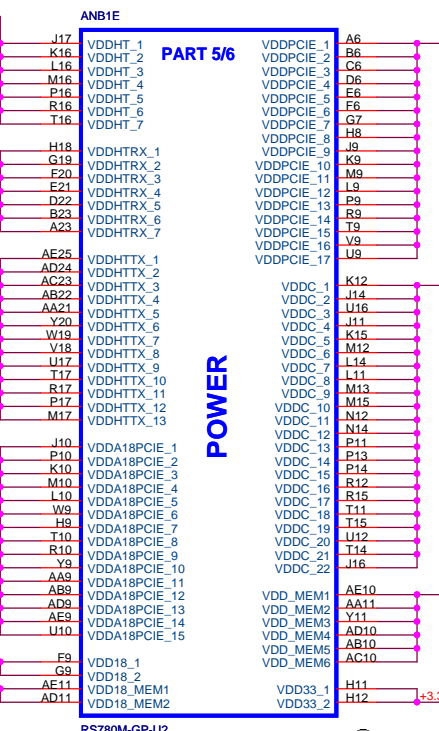 ANB1E
PART 5/6
POWER
J17 VDDHT_1
K16 VDDHT_2
L16 VDDHT_3
M16 VDDHT_4
P16 VDDHT_5
R16 VDDHT_6
T16 VDDHT_7
H18 VDDHTRX_1
G19 VDDHTRX_2
F20 VDDHTRX_3
E21 VDDHTRX_4
D22 VDDHTRX_5
B23 VDDHTRX_6
A23 VDDHTRX_7
AE25 VDDHTTX_1
AD24 VDDHTTX_2
AC23 VDDHTTX_3
AB22 VDDHTTX_4
AA21 VDDHTTX_5
Y20 VDDHTTX_6
W19 VDDHTTX_7
V18 VDDHTTX_8
U17 VDDHTTX_9
T17 VDDHTTX_10
R17 VDDHTTX_11
P17 VDDHTTX_12
M17 VDDHTTX_13
J10 VDDA18PCIE_1
P10 VDDA18PCIE_2
K10 VDDA18PCIE_3
M10 VDDA18PCIE_4
L10 VDDA18PCIE_5
W9 VDDA18PCIE_6
H9 VDDA18PCIE_7
T10 VDDA18PCIE_8
R10 VDDA18PCIE_9
Y9 VDDA18PCIE_10
AA9 VDDA18PCIE_11
AB9 VDDA18PCIE_12
AD9 VDDA18PCIE_13
AE9 VDDA18PCIE_14
U10 VDDA18PCIE_15
F9 VDD18_1
G9 VDD18_2
AE11 VDD18_MEM1
AD11 VDD18_MEM2
VDDPCIE_1 A6
VDDPCIE_2 B6
VDDPCIE_3 C6
VDDPCIE_4 D6
VDDPCIE_5 E6
VDDPCIE_6 F6
VDDPCIE_7 G7
VDDPCIE_8 H8
VDDPCIE_9 J9
VDDPCIE_10 K9
VDDPCIE_11 M9
VDDPCIE_12 L9
VDDPCIE_13 P9
VDDPCIE_14 R9
VDDPCIE_15 T9
VDDPCIE_16 V9
VDDPCIE_17 U9
VDDC_1 K12
VDDC_2 J14
VDDC_3 U16
VDDC_4 J11
VDDC_5 K15
VDDC_6 M12
VDDC_7 L14
VDDC_8 L11
VDDC_9 M13
VDDC_10 M15
VDDC_11 N12
VDDC_12 N14
VDDC_13 P11
VDDC_14 P13
VDDC_15 P14
VDDC_16 R12
VDDC_17 R15
VDDC_18 T11
VDDC_19 T15
VDDC_20 U12
VDDC_21 T14
VDDC_22 J16
VDD_MEM1 AE10
VDD_MEM2 AA11
VDD_MEM3 Y11
VDD_MEM4 AD10
VDD_MEM5 AB10
VDD_MEM6 AC10
VDD33_1 H11
VDD33_2 H12
+3.3
RS780M-GP-U2